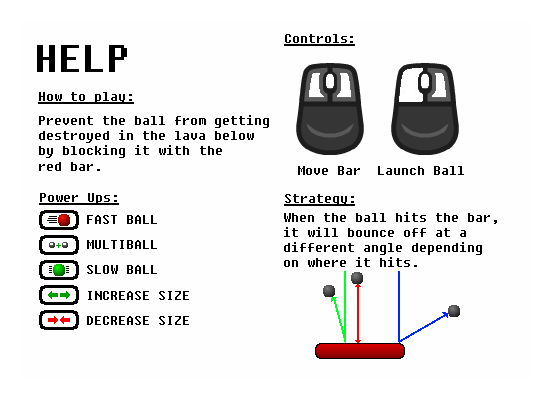 HELP
How to play:
Prevent the ball from getting
destroyed in the lava below
by blocking it with the
red bar.
Power Ups:
FAST BALL
MULTIBALL
SLOW BALL
INCREASE SIZE
DECREASE SIZE
Controls:
Move Bar
Launch Ball
Strategy:
When the ball hits the bar,
it will bounce off at a
different angle depending
on where it hits.